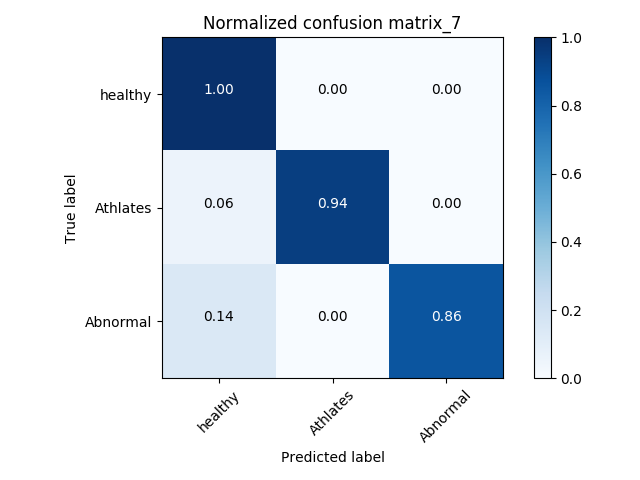 Normalized confusion matrix_7
True label
healthy
1.00 0.00 0.00
Athlates
0.06 0.94 0.00
Abnormal
0.14 0.00 0.86
healthy
Athlates
Abnormal
Predicted label
1.0
0.8
0.6
0.4
0.2
0.0